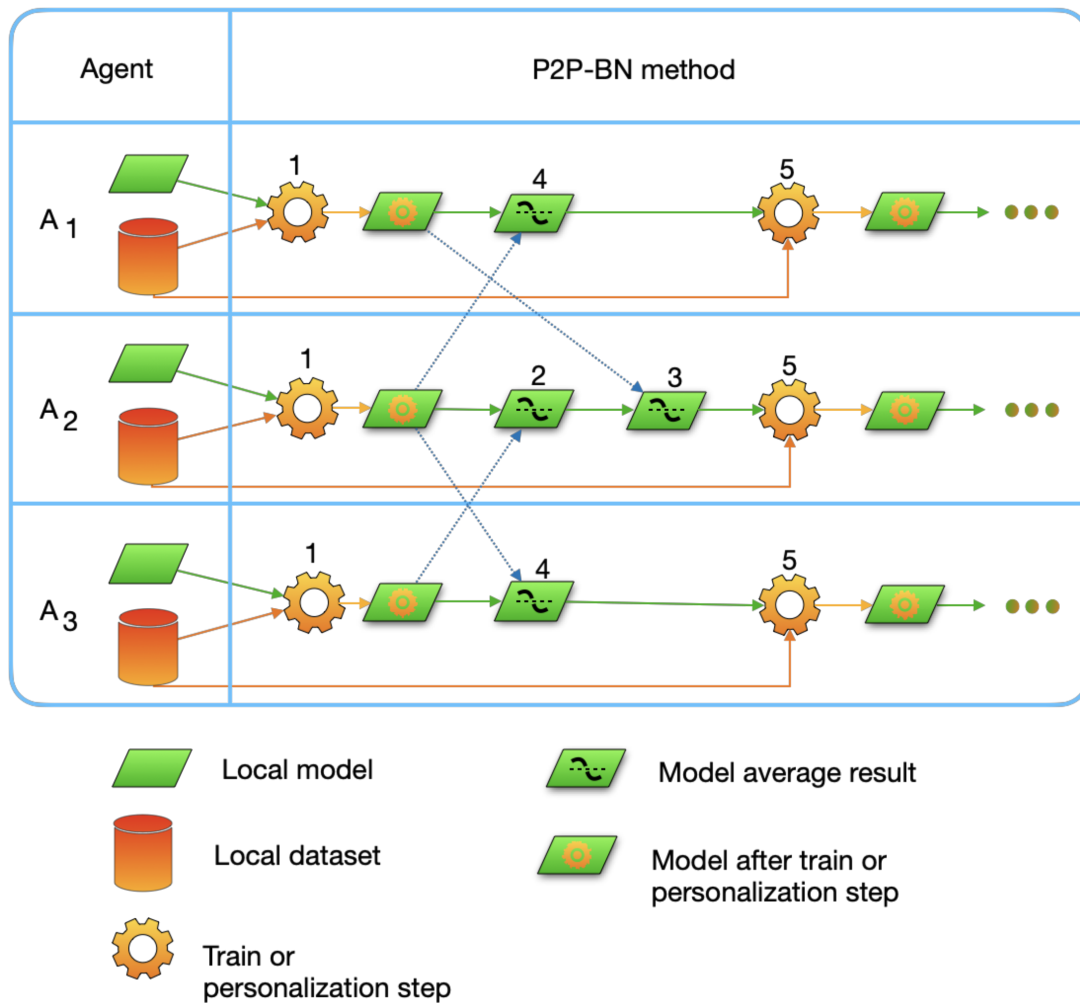 Agent
P2P-BN method
1
4
5
A 1
1
2
3
5
A 2
1
4
5
A 3
Local model
Model average result
Local dataset
Model after train or
personalization step
Train or
personalization step